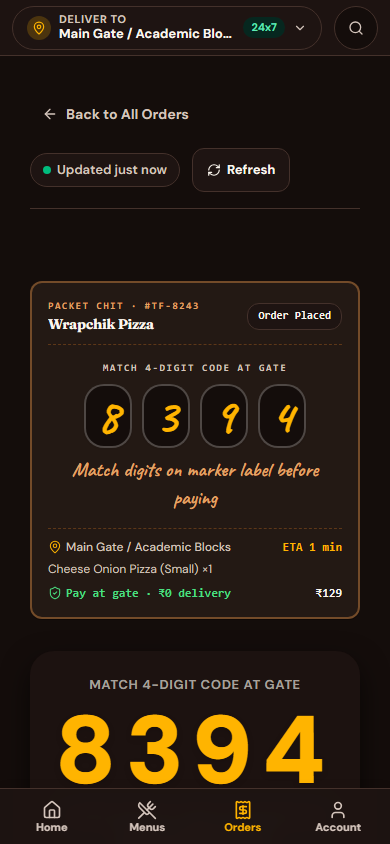 DELIVER TO
Main Gate / Academic Blo...
24x7
Back to All Orders
Updated just now
Refresh
PACKET CHIT · #TF-8243
Wrapchik Pizza
Order Placed
MATCH 4-DIGIT CODE AT GATE
8 3 9 4
Match digits on marker label before
paying
Main Gate / Academic Blocks
ETA 1 min
Cheese Onion Pizza (Small) ×1
Pay at gate · ₹0 delivery
₹129
MATCH 4-DIGIT CODE AT GATE
8394
Home
Menus
Orders
Account